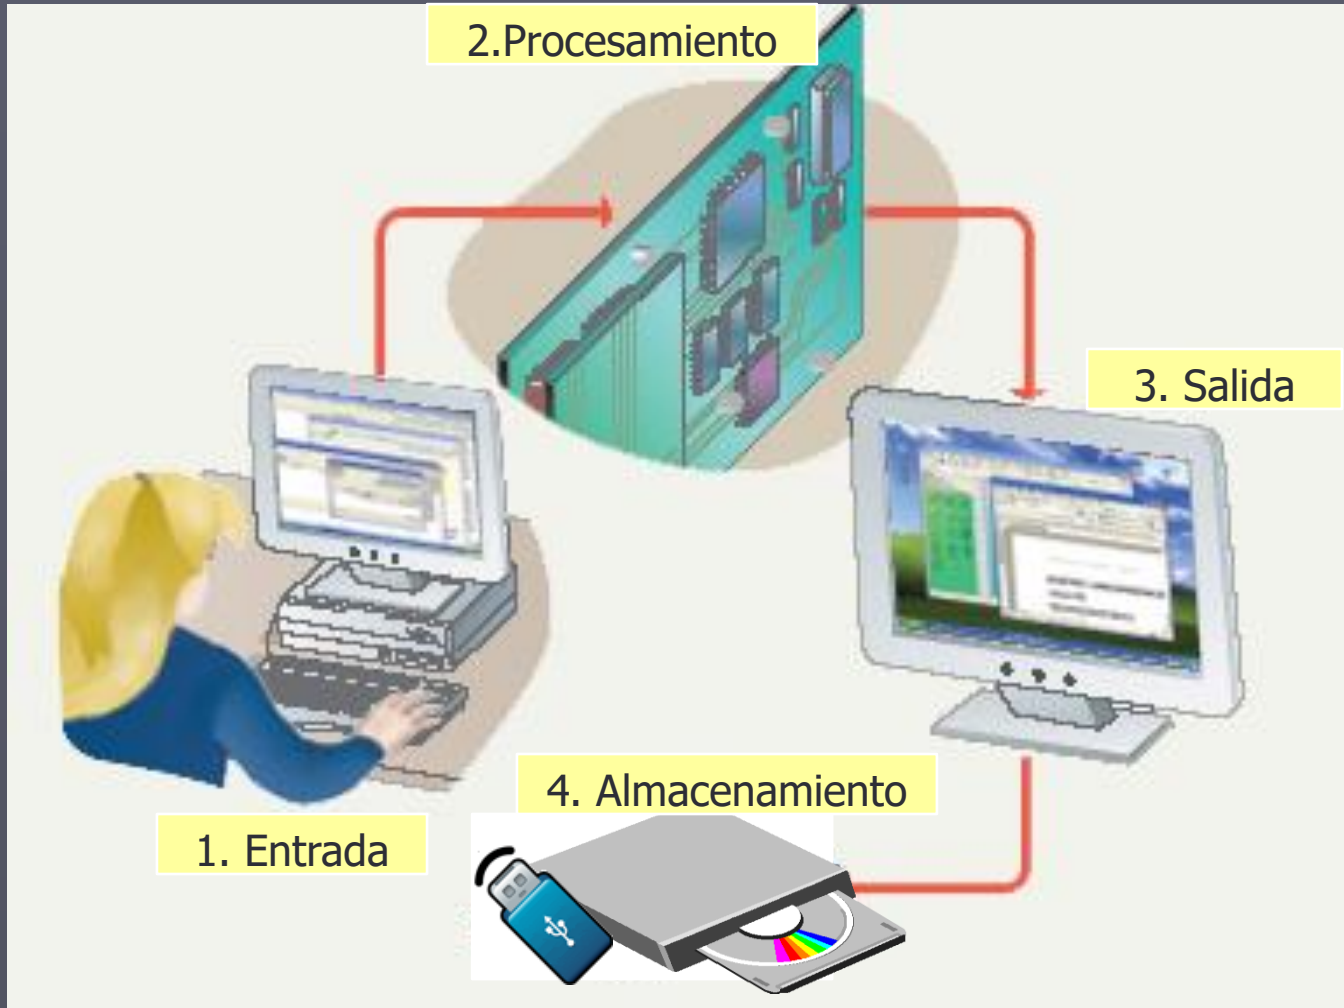 2.Procesamiento
3. Salida
4. Almacenamiento
1. Entrada